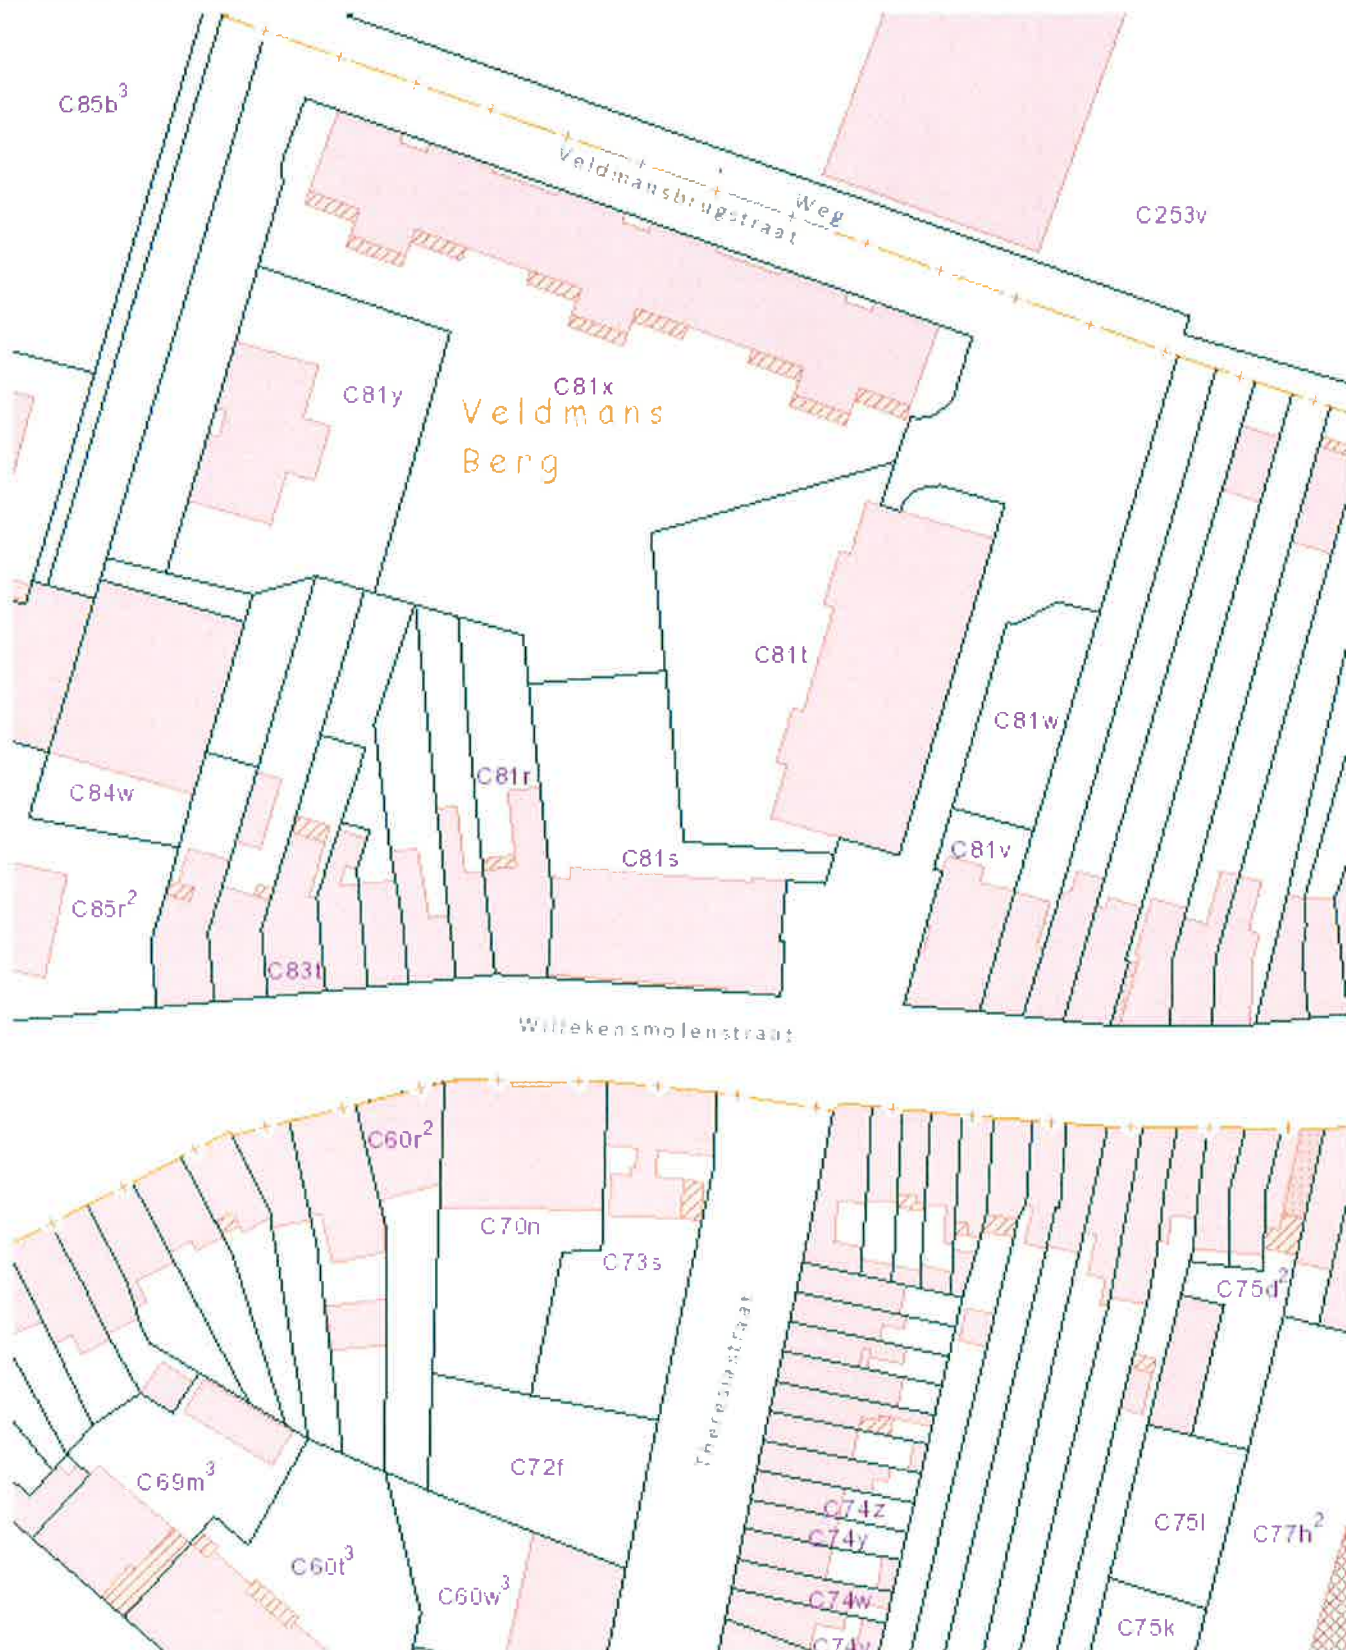 C85b³
Veldmansbrugstraat
Weg
C253v
C81y
C81x
Veldmans
Berg
C81t
C81w
C81r
C84w
C81s
C81v
C85r²
C83t
Willekensmolenstraat
C60r²
C70n
C73s
C75d²
Theresiastraat
C72f
C69m³
C74z
C75l
C77h²
C74y
C60t³
C60w³
C74w
C75k
C74v